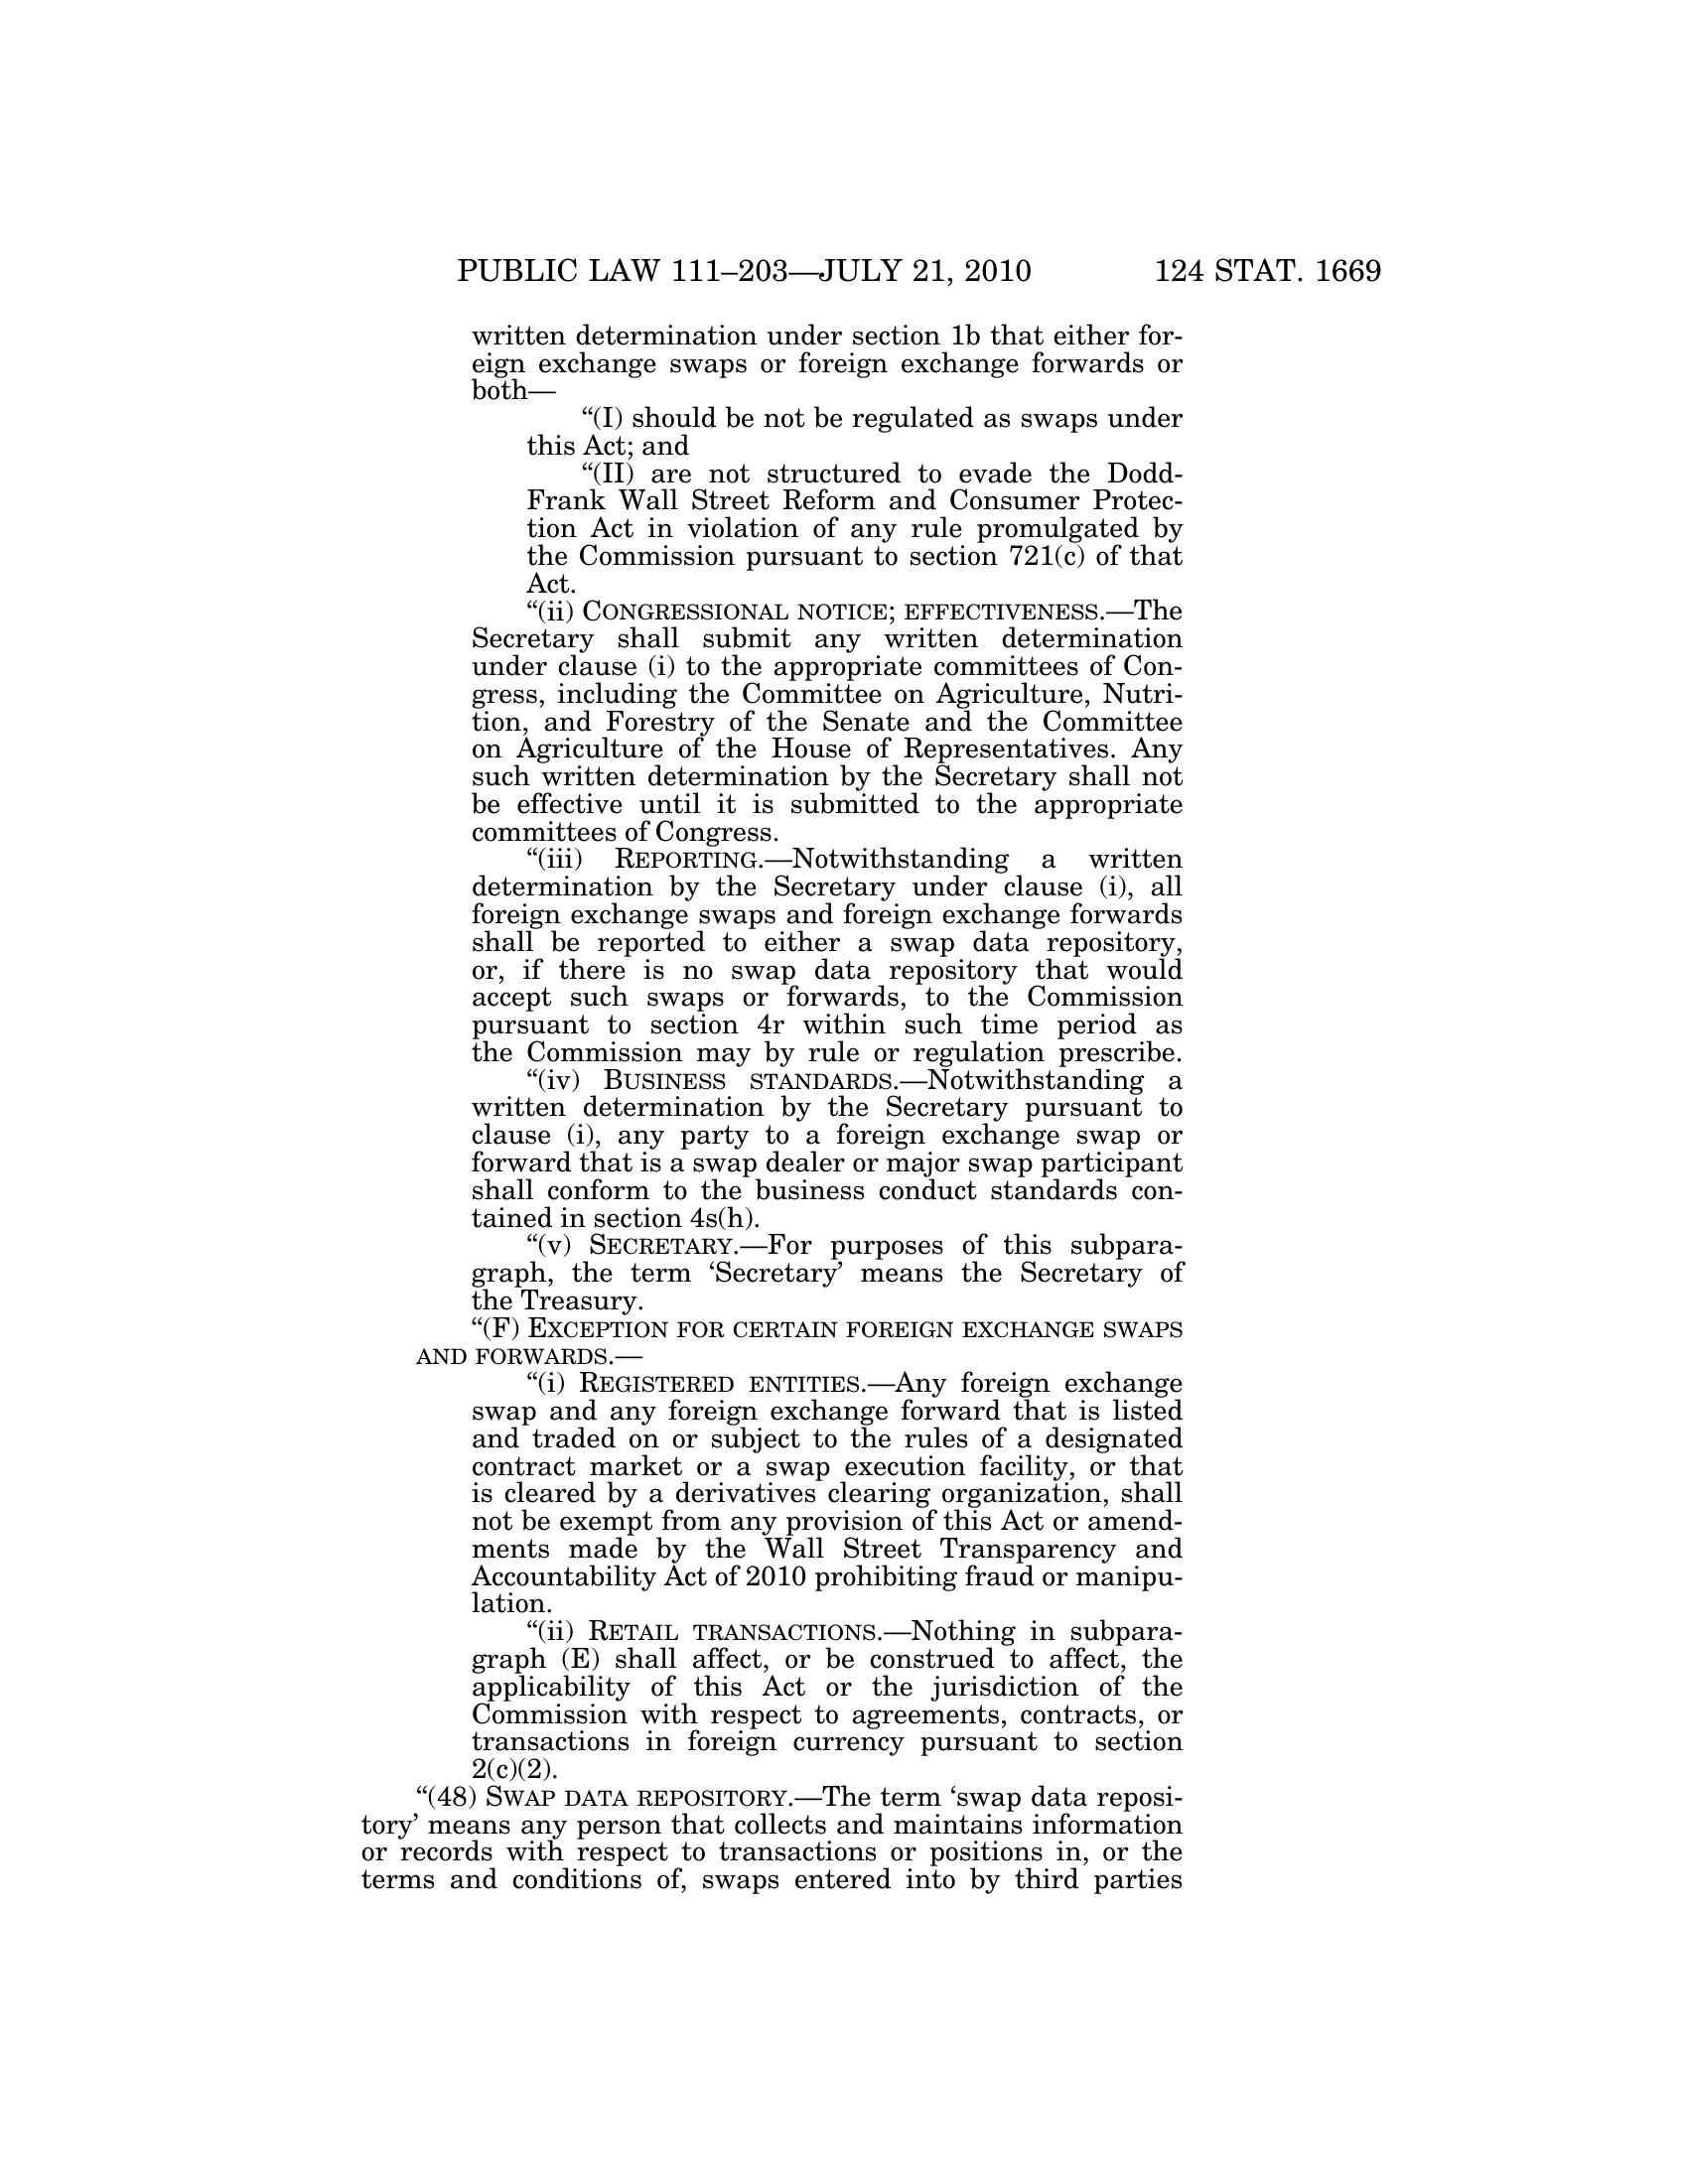 PUBLIC LAW 111–203—JULY 21, 2010 124 STAT. 1669
written determination under section 1b that either for-
eign exchange swaps or foreign exchange forwards or
both—
“(I) should be not be regulated as swaps under
this Act; and
“(II) are not structured to evade the Dodd-
Frank Wall Street Reform and Consumer Protec-
tion Act in violation of any rule promulgated by
the Commission pursuant to section 721(c) of that
Act.
“(ii) CONGRESSIONAL NOTICE; EFFECTIVENESS.—The
Secretary shall submit any written determination
under clause (i) to the appropriate committees of Con-
gress, including the Committee on Agriculture, Nutri-
tion, and Forestry of the Senate and the Committee
on Agriculture of the House of Representatives. Any
such written determination by the Secretary shall not
be effective until it is submitted to the appropriate
committees of Congress.
“(iii) REPORTING.—Notwithstanding a written
determination by the Secretary under clause (i), all
foreign exchange swaps and foreign exchange forwards
shall be reported to either a swap data repository,
or, if there is no swap data repository that would
accept such swaps or forwards, to the Commission
pursuant to section 4r within such time period as
the Commission may by rule or regulation prescribe.
“(iv) BUSINESS STANDARDS.—Notwithstanding a
written determination by the Secretary pursuant to
clause (i), any party to a foreign exchange swap or
forward that is a swap dealer or major swap participant
shall conform to the business conduct standards con-
tained in section 4s(h).
“(v) SECRETARY.—For purposes of this subpara-
graph, the term ‘Secretary’ means the Secretary of
the Treasury.
“(F) EXCEPTION FOR CERTAIN FOREIGN EXCHANGE SWAPS
AND FORWARDS.—
“(i) REGISTERED ENTITIES.—Any foreign exchange
swap and any foreign exchange forward that is listed
and traded on or subject to the rules of a designated
contract market or a swap execution facility, or that
is cleared by a derivatives clearing organization, shall
not be exempt from any provision of this Act or amend-
ments made by the Wall Street Transparency and
Accountability Act of 2010 prohibiting fraud or manipu-
lation.
“(ii) RETAIL TRANSACTIONS.—Nothing in subpara-
graph (E) shall affect, or be construed to affect, the
applicability of this Act or the jurisdiction of the
Commission with respect to agreements, contracts, or
transactions in foreign currency pursuant to section
2(c)(2).
“(48) SWAP DATA REPOSITORY.—The term ‘swap data reposi-
tory’ means any person that collects and maintains information
or records with respect to transactions or positions in, or the
terms and conditions of, swaps entered into by third parties